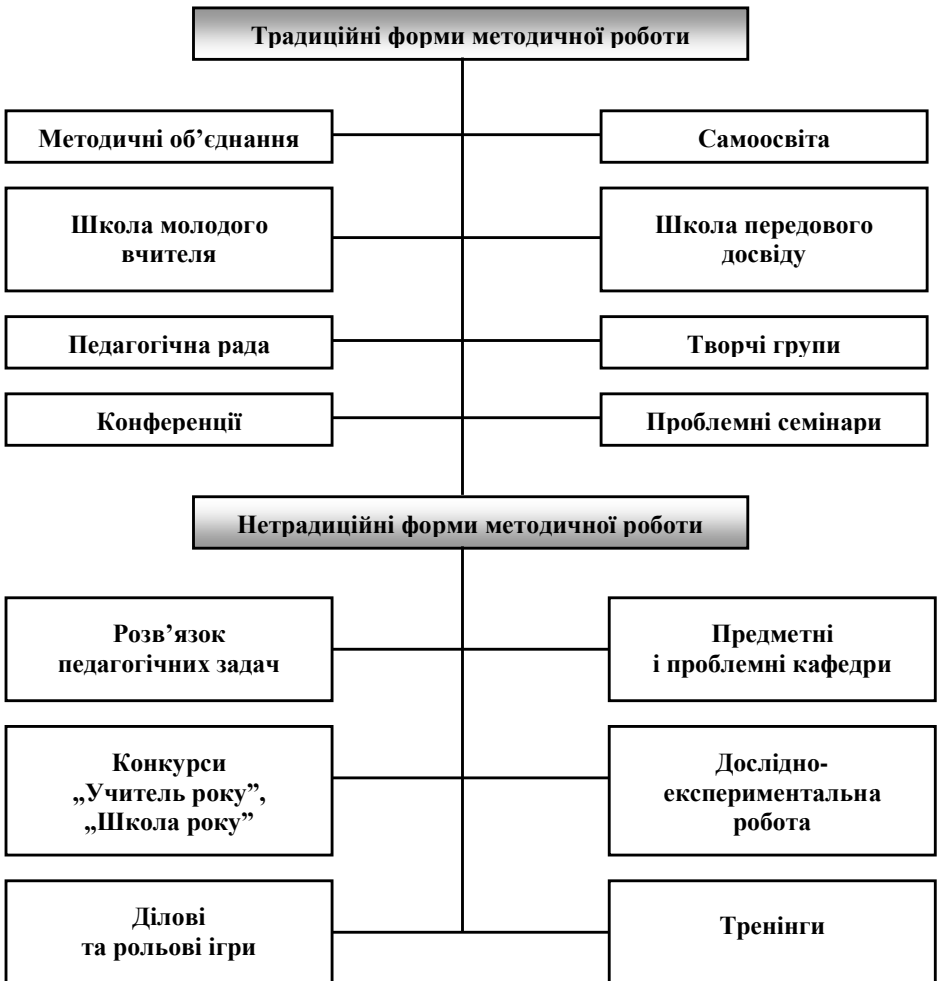 Традиційні форми методичної роботи
Методичні об’єднання
Самоосвіта
Школа молодого
вчителя
Школа передового
досвіду
Педагогічна рада
Творчі групи
Конференції
Проблемні семінари
Нетрадиційні форми методичної роботи
Розв’язок
педагогічних задач
Предметні
і проблемні кафедри
Конкурси
„Учитель року”,
„Школа року”
Дослідно-
експериментальна
робота
Ділові
та рольові ігри
Тренінги